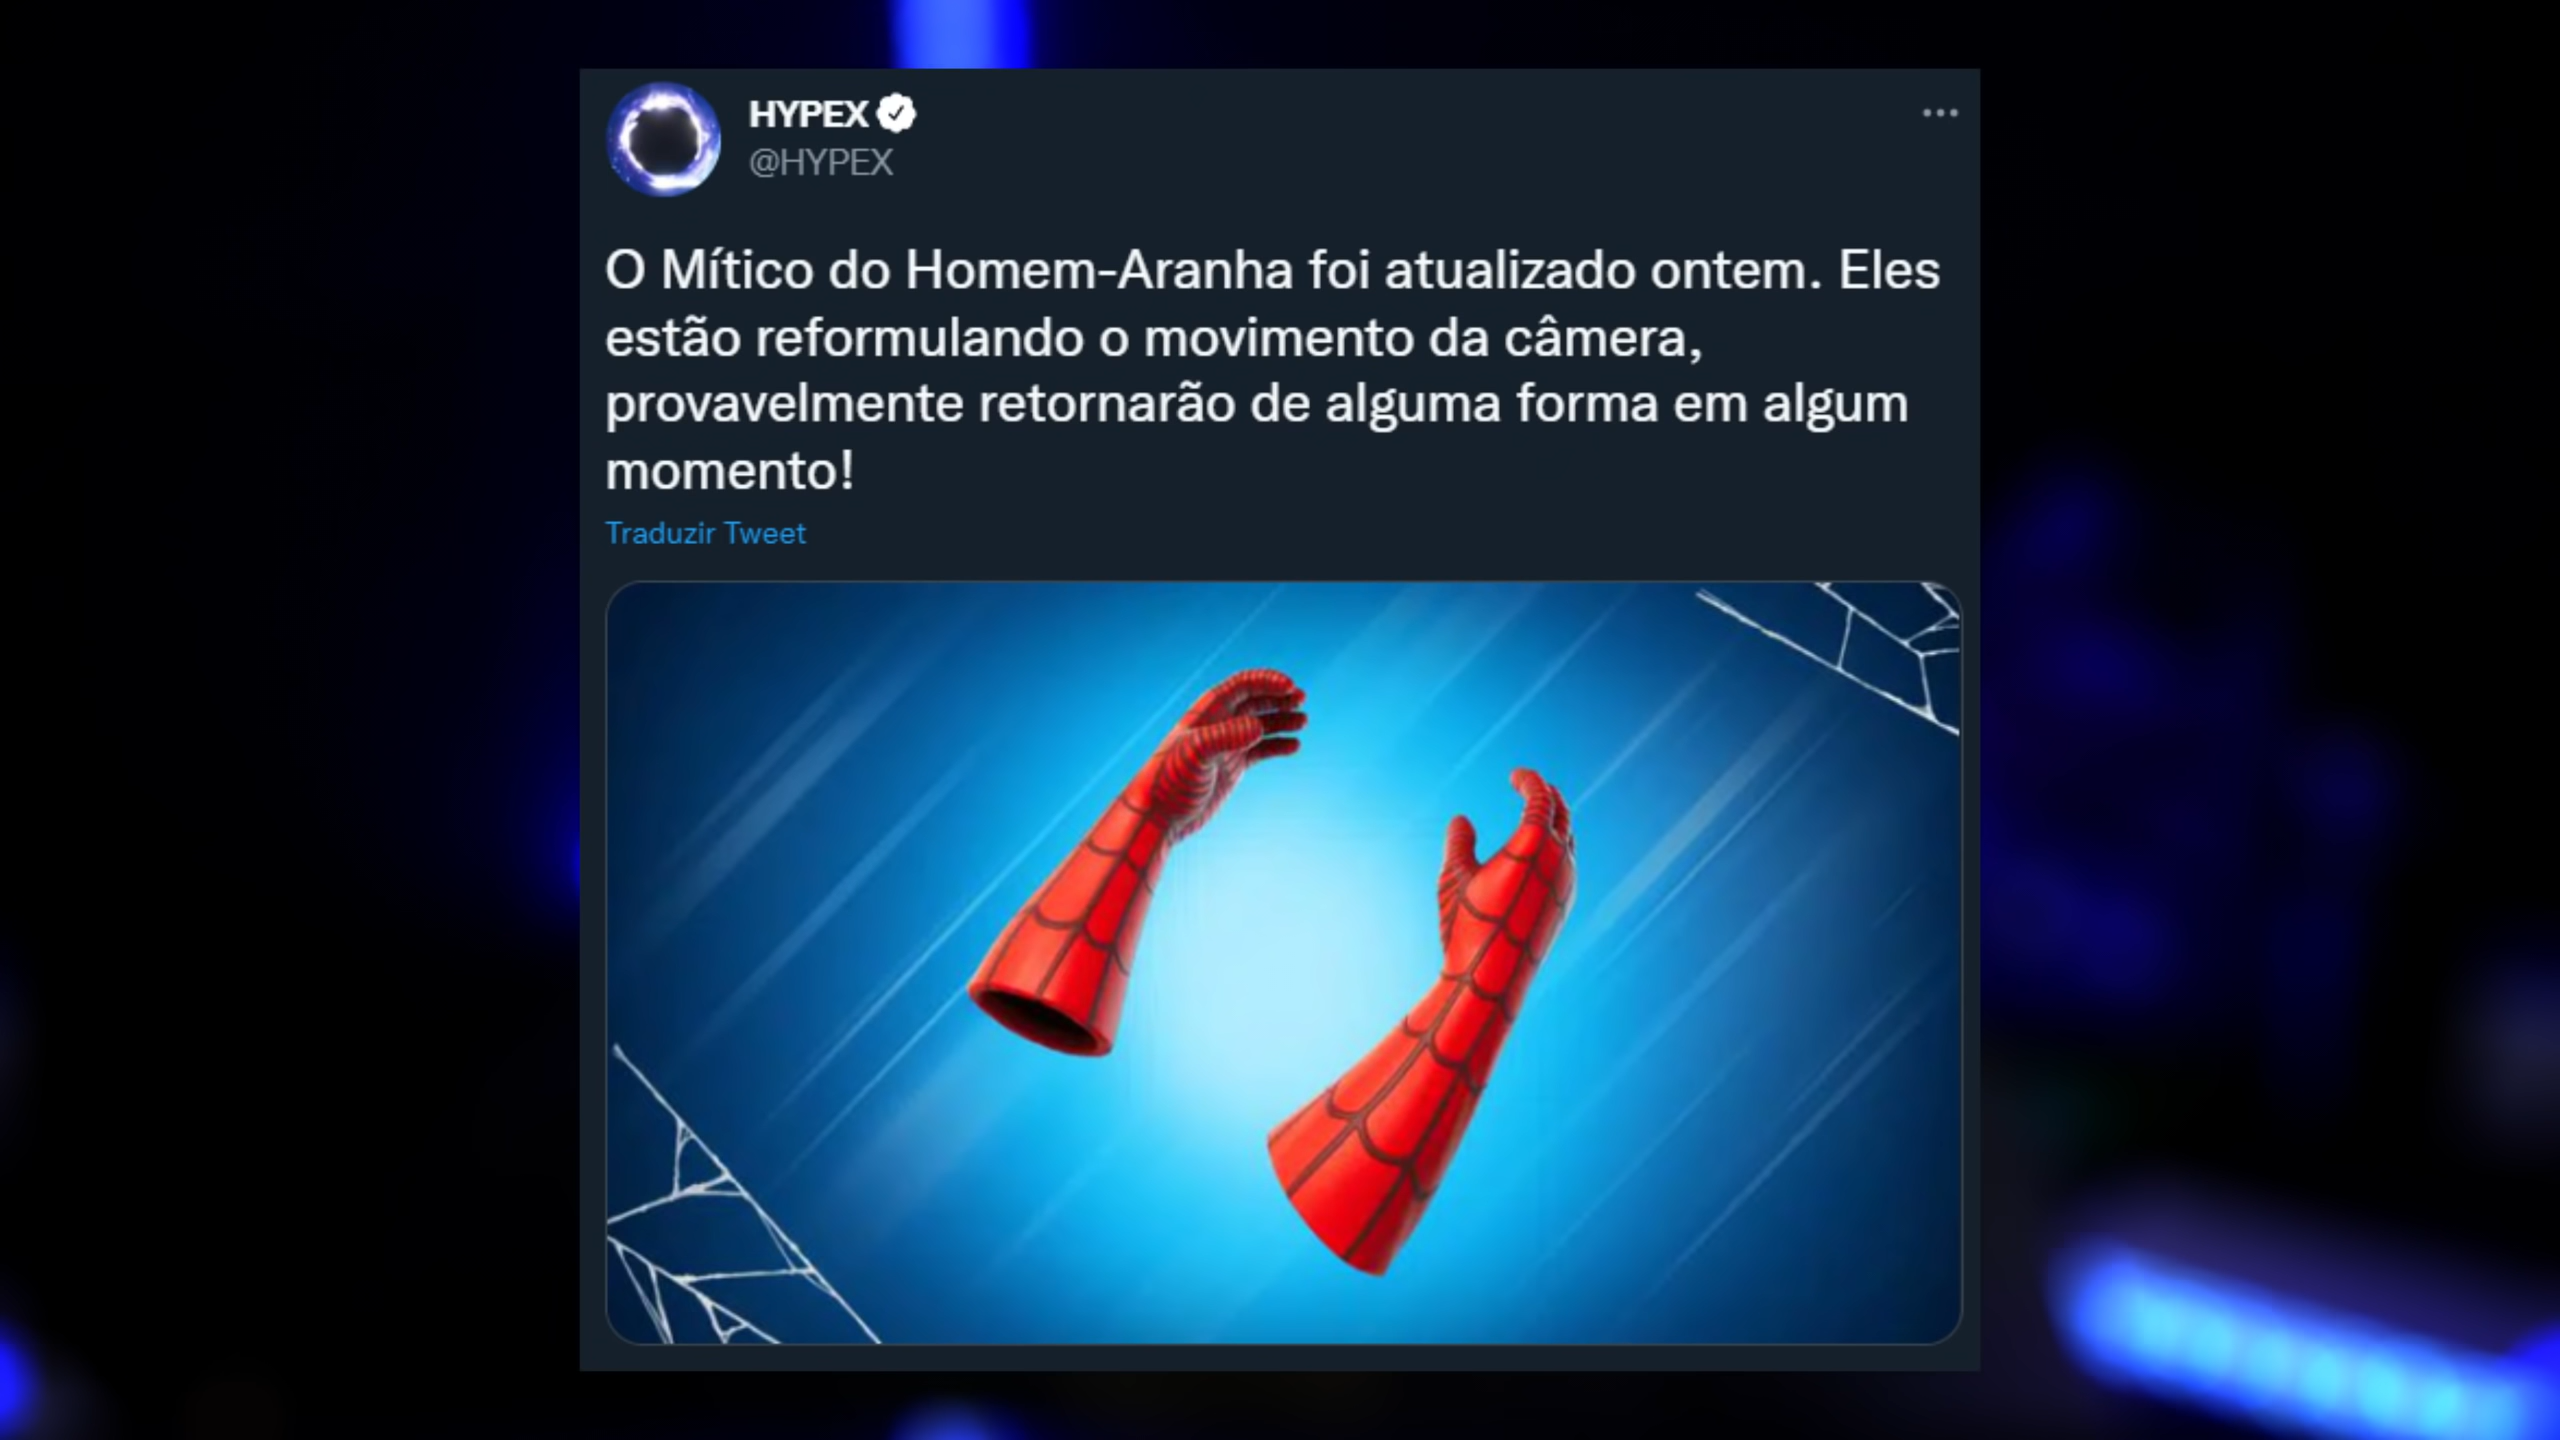 HYPEX
@HYPEX
O Mítico do Homem-Aranha foi atualizado ontem. Eles
estão reformulando o movimento da câmera,
provavelmente retornarão de alguma forma em algum
momento!
Traduzir Tweet